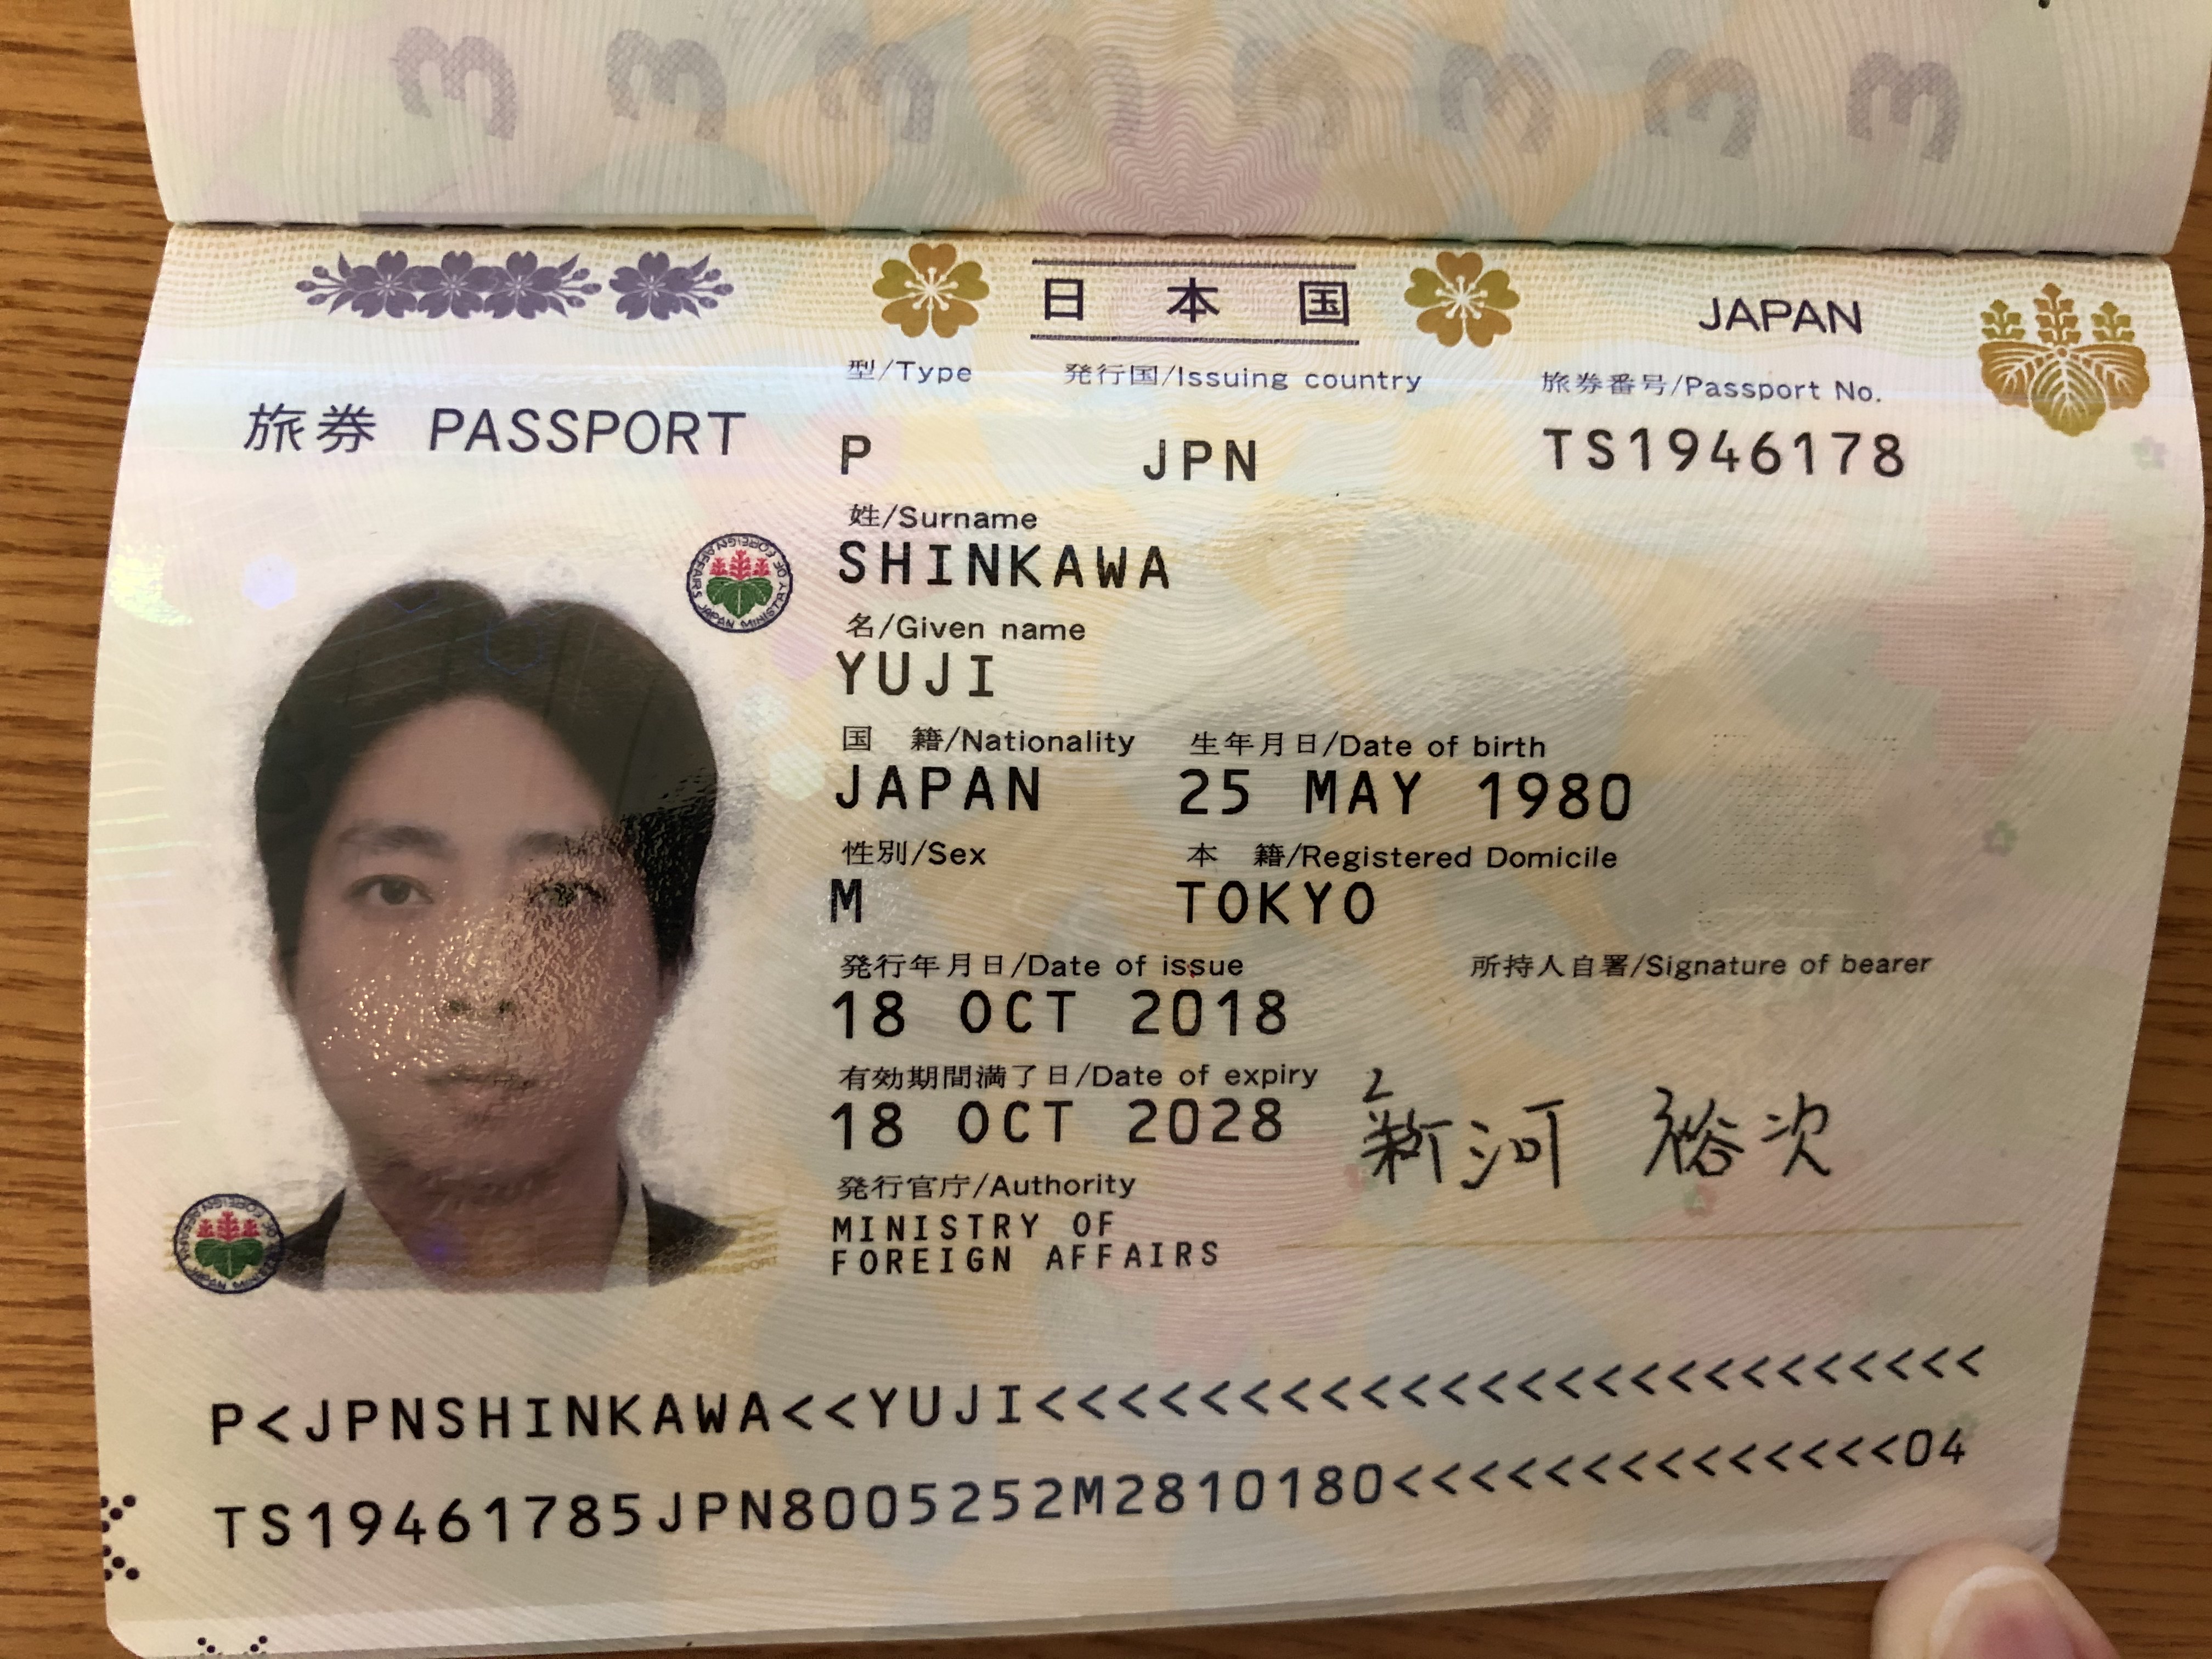 日 本 国
JAPAN
旅券 PASSPORT
型/Type 発行国/Issuing country 旅券番号/Passport No.
P JPN TS1946178
姓/Surname
SHINKAWA
名/Given name
YUJI
国 籍/Nationality 生年月日/Date of birth
JAPAN 25 MAY 1980
性別/Sex 本 籍/Registered Domicile
M TOKYO
発行年月日/Date of issue 所持人自署/Signature of bearer
18 OCT 2018
有効期間満了日/Date of expiry
18 OCT 2028
新河 裕次
発行官庁/Authority
MINISTRY OF
FOREIGN AFFAIRS
P<JPNSHINKAWA<<YUJI<<<<<<<<<<<<<<<<<<<<<<<<<
TS19461785JPN8005252M2810180<<<<<<<<<<<<<<04